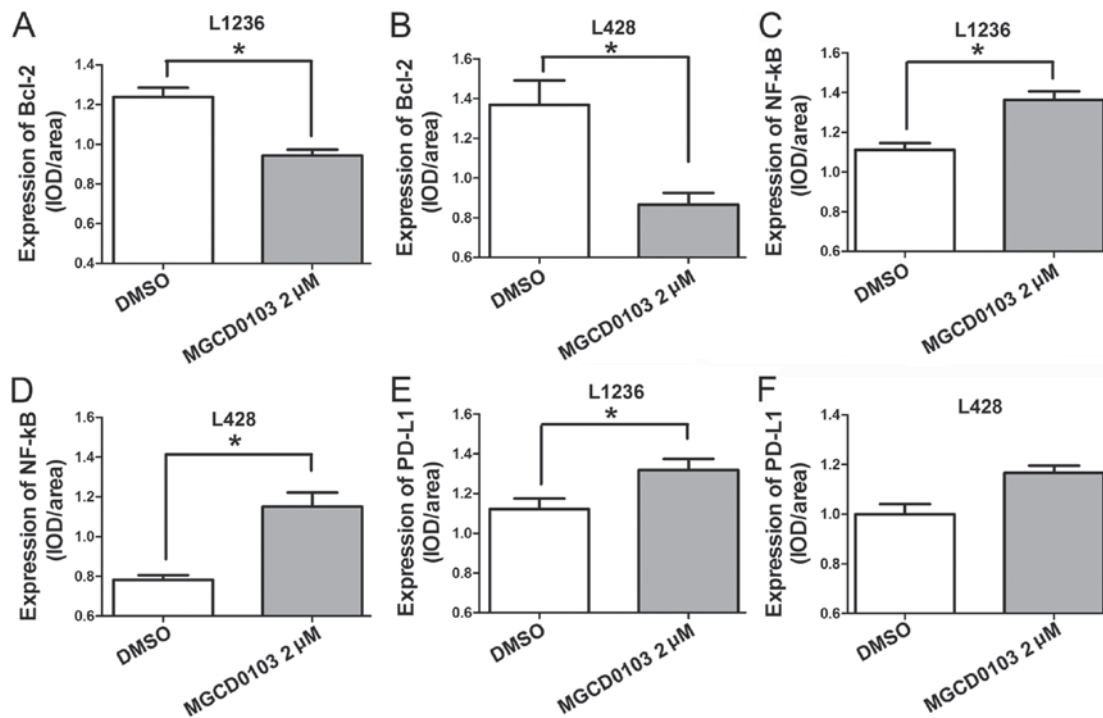 A
L1236
*
Expression of Bcl-2
(IOD/area)
1.4
1.2
1.0
0.8
0.6
0.4
DMSO
MGCD0103 2 µM
B
L428
*
Expression of Bcl-2
(IOD/area)
1.6
1.4
1.2
1.0
0.8
0.6
DMSO
MGCD0103 2 µM
C
L1236
*
Expression of NF-kB
(IOD/area)
1.6
1.4
1.2
1.0
0.8
0.6
DMSO
MGCD0103 2 µM
D
L428
*
Expression of NF-kB
(IOD/area)
1.6
1.4
1.2
1.0
0.8
0.6
DMSO
MGCD0103 2 µM
E
L1236
*
Expression of PD-L1
(IOD/area)
1.6
1.4
1.2
1.0
0.8
0.6
DMSO
MGCD0103 2 µM
F
L428
Expression of PD-L1
(IOD/area)
1.4
1.2
1.0
0.8
0.6
DMSO
MGCD0103 2 µM